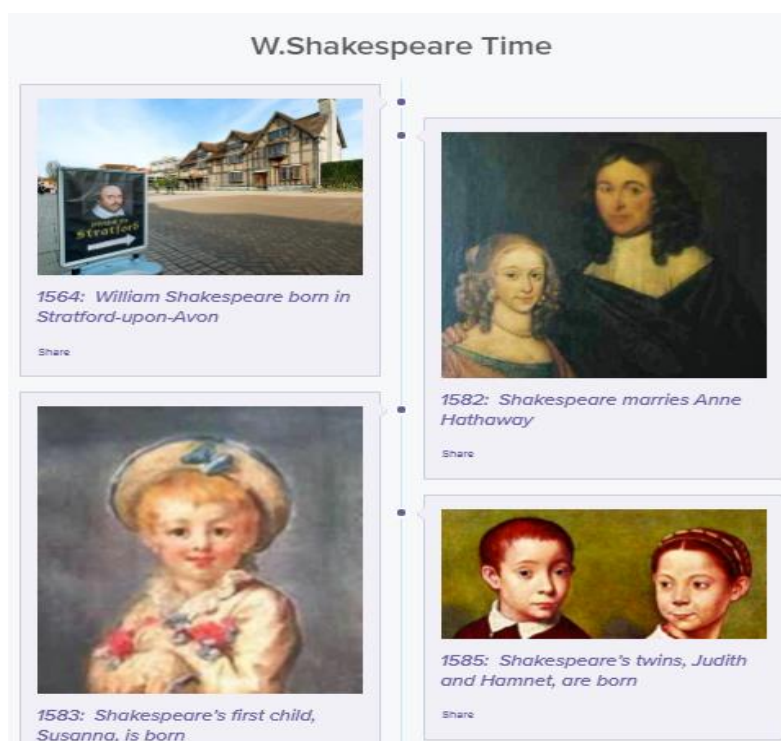 W.Shakespeare Time
Stratford
1564: William Shakespeare born in
Stratford-upon-Avon
Share
1582: Shakespeare marries Anne
Hathaway
Share
1583: Shakespeare's first child,
Susanna, is born
1585: Shakespeare's twins, Judith
and Hamnet, are born
Share